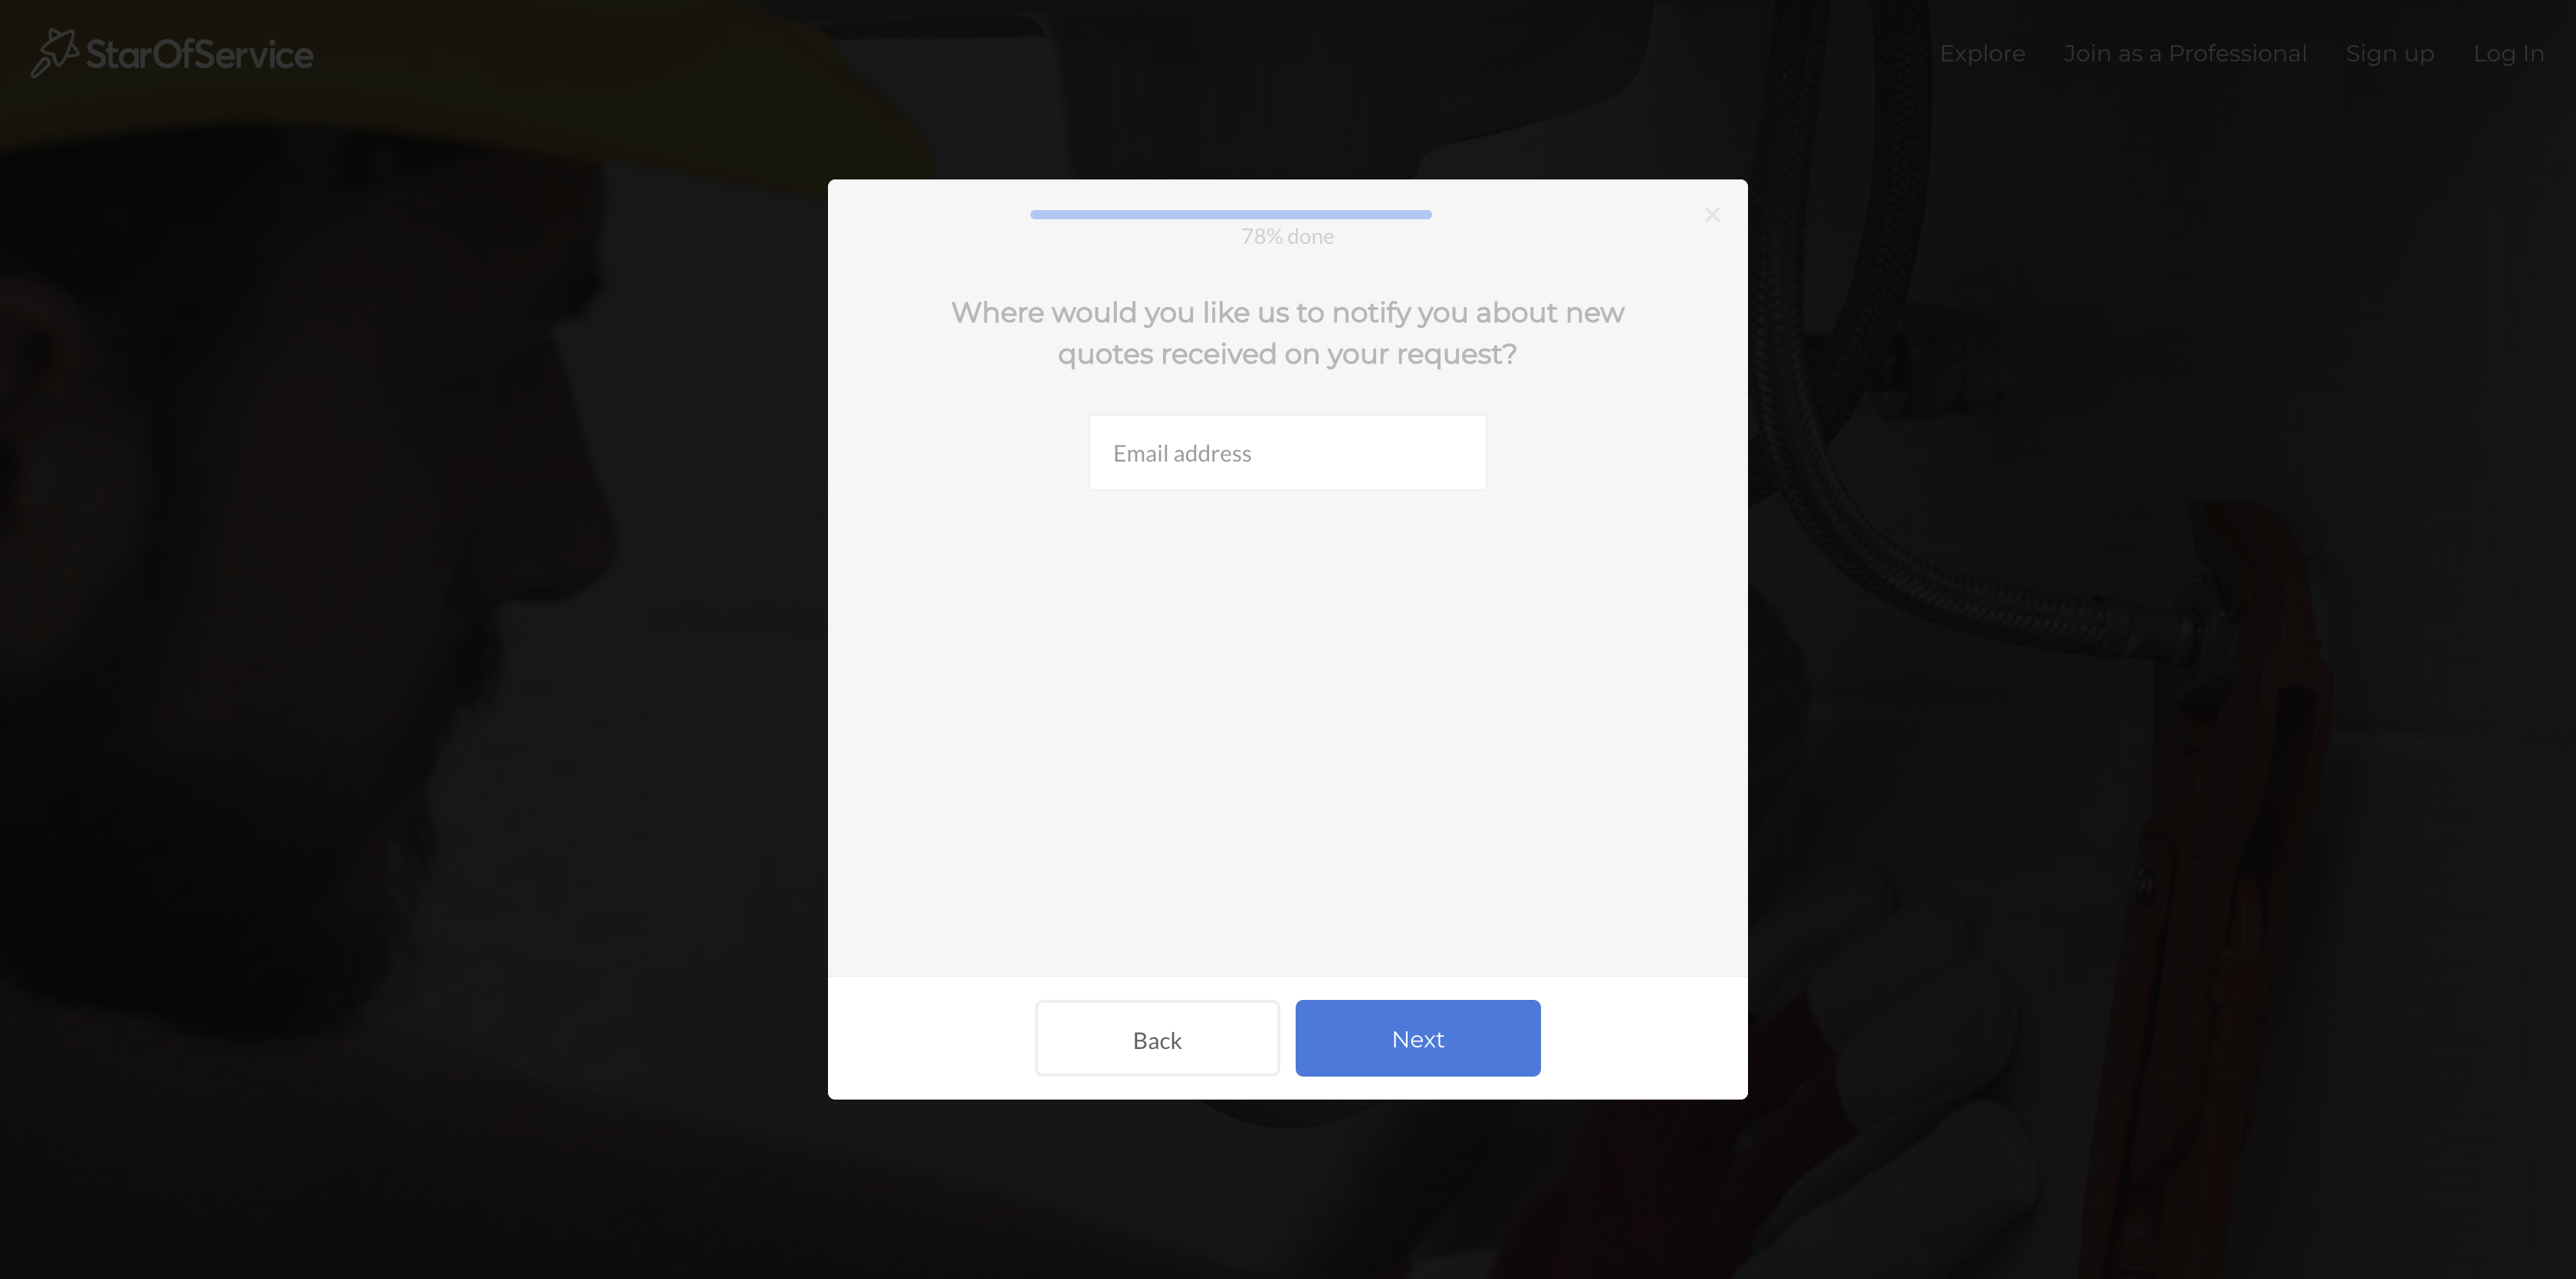 StarOfService
Explore
Join as a Professional
Sign up
Log In
78% done
Where would you like us to notify you about new
quotes received on your request?
Email address
Back
Next